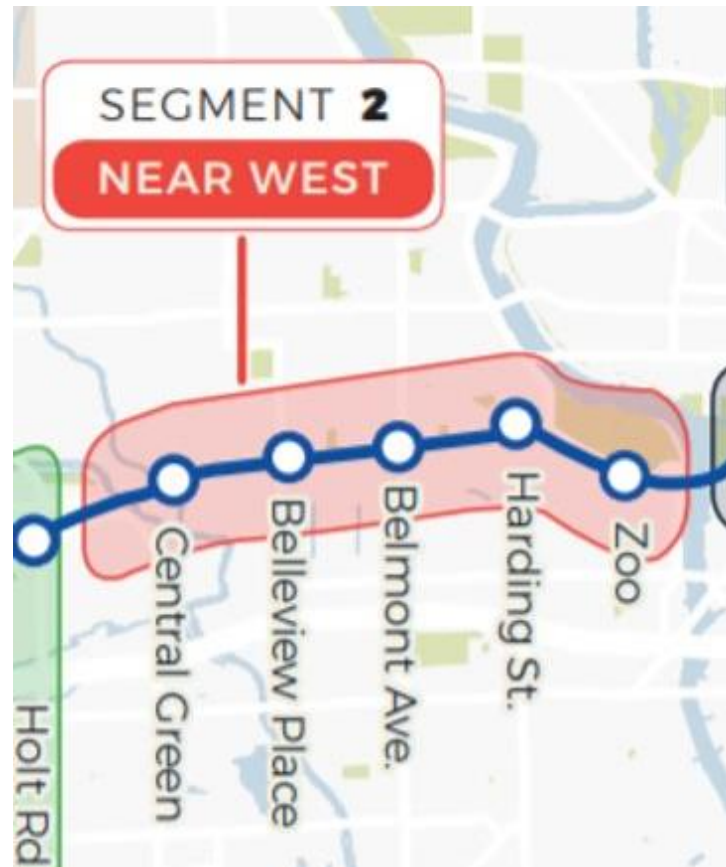 SEGMENT 2
NEAR WEST
Holt Rd
Central Green
Belleview Place
Belmont Ave.
Harding St.
Zoo